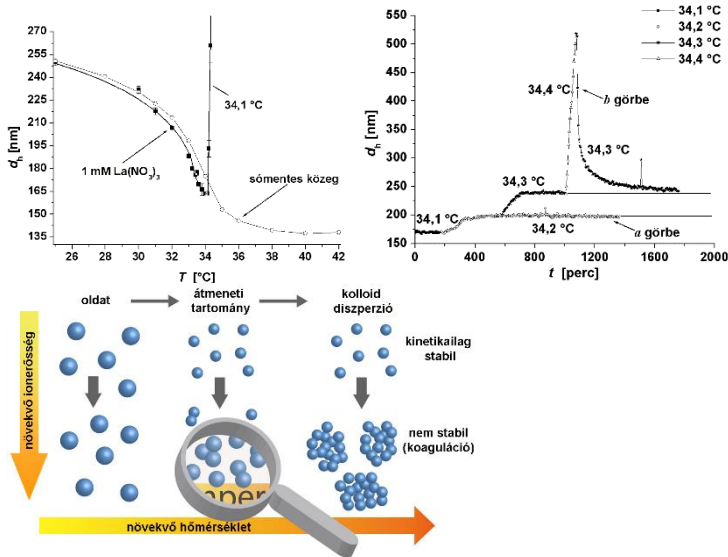 270
255
240
225
210
195
180
165
150
135
d_h [nm]
34,1 °C
1 mM La(NO3)3
sómentes közeg
26 28 30 32 34 36 38 40 42
T [°C]
34,1 °C
34,2 °C
34,3 °C
34,4 °C
550
500
450
400
350
300
250
200
150
d_h [nm]
34,4 °C
b görbe
34,3 °C
34,3 °C
34,1 °C
34,2 °C
a görbe
0 400 800 1200 1600 2000
t [perc]
oldat
átmeneti
tartomány
kolloid
diszperzió
kinetikailag
stabil
növekvő ionerősség
nem stabil
(koaguláció)
mper
növekvő hőmérséklet